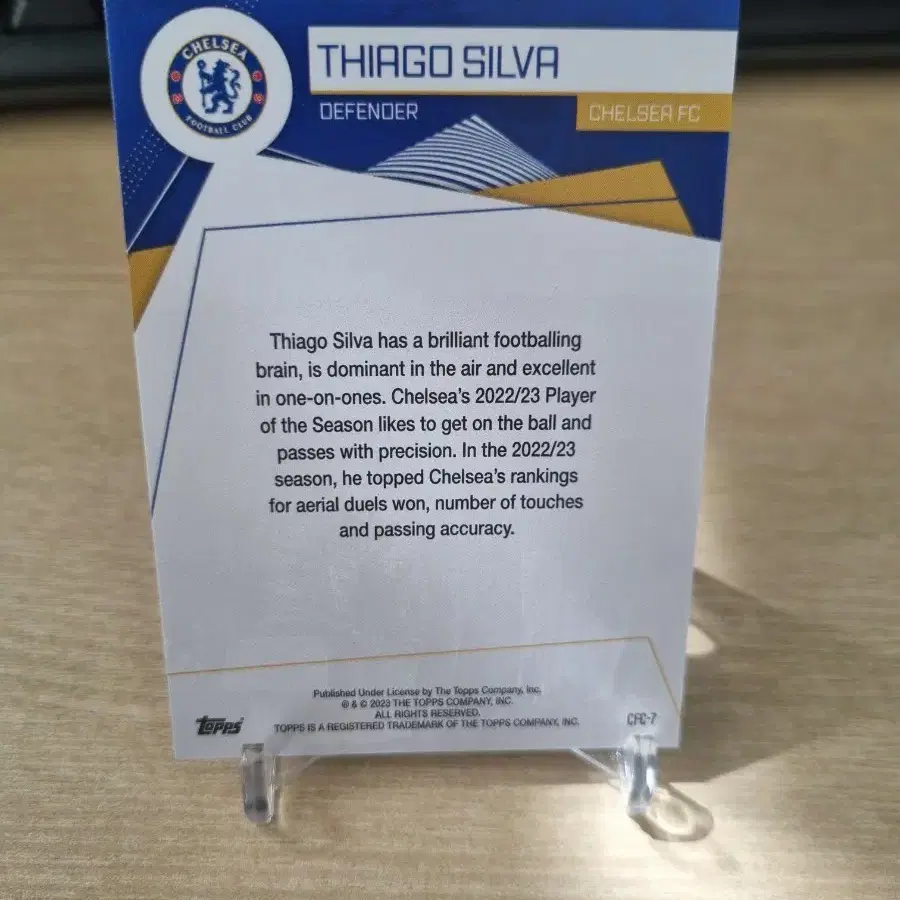 CHELSEA
FOOTBALL CLUB
THIAGO SILVA
DEFENDER
CHELSEA FC
Thiago Silva has a brilliant footballing
brain, is dominant in the air and excellent
in one-on-ones. Chelsea's 2022/23 Player
of the Season likes to get on the ball and
passes with precision. In the 2022/23
season, he topped Chelsea's rankings
for aerial duels won, number of touches
and passing accuracy.
Published Under License by The Topps Company, Inc.
® & © 2023 THE TOPPS COMPANY, INC.
ALL RIGHTS RESERVED.
TOPPS IS A REGISTERED TRADEMARK OF THE TOPPS COMPANY, INC.
Topps
CFC-7